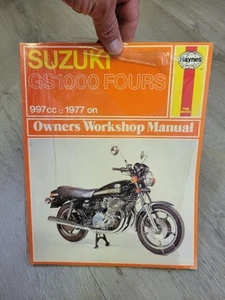 SUZUKI
GS1000 FOURS
Haynes
997cc □ 1977 on
Owners Workshop Manual